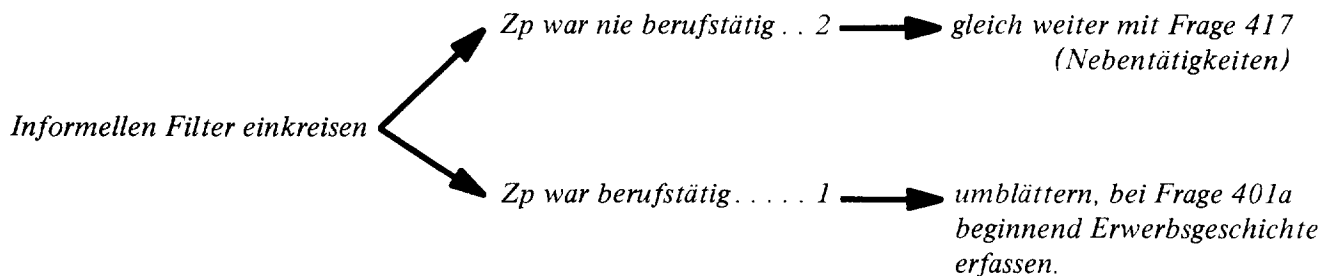 Zp war nie berufstätig . . 2 gleich weiter mit Frage 417
(Nebentätigkeiten)
Informellen Filter einkreisen
Zp war berufstätig . . . . . 1 umblättern, bei Frage 401a
beginnend Erwerbsgeschichte
erfassen.